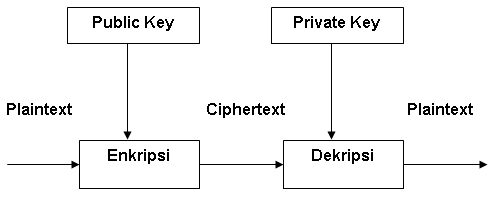 Public Key
Private Key
Plaintext
Ciphertext
Plaintext
Enkripsi
Dekripsi